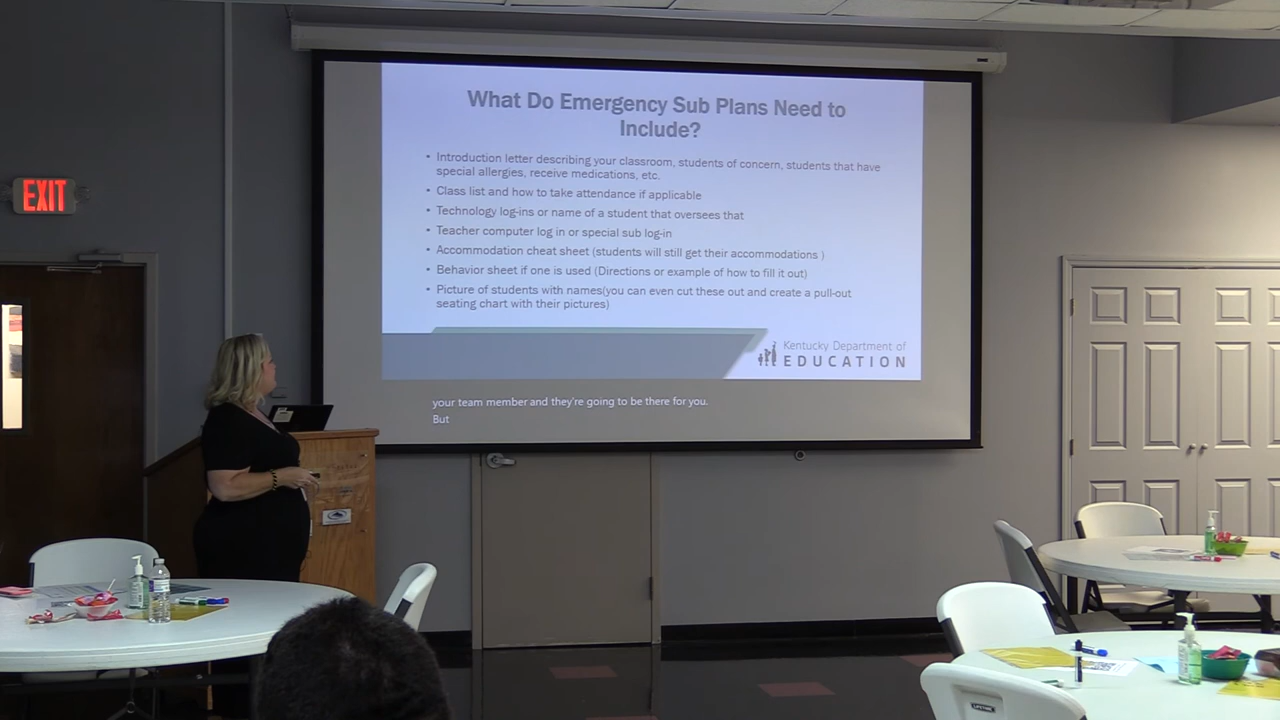 What Do Emergency Sub Plans Need to
Include?
• Introduction letter describing your classroom, students of concern, students that have
special allergies, receive medications, etc.
• Class list and how to take attendance if applicable
• Technology log-ins or name of a student that oversees that
• Teacher computer log in or special sub log-in
• Accommodation cheat sheet (students will still get their accommodations )
• Behavior sheet if one is used (Directions or example of how to fill it out)
• Picture of students with names(you can even cut these out and create a pull-out
seating chart with their pictures)
Kentucky Department of
EDUCATION
your team member and they're going to be there for you.
But
EXIT
LIFETIME